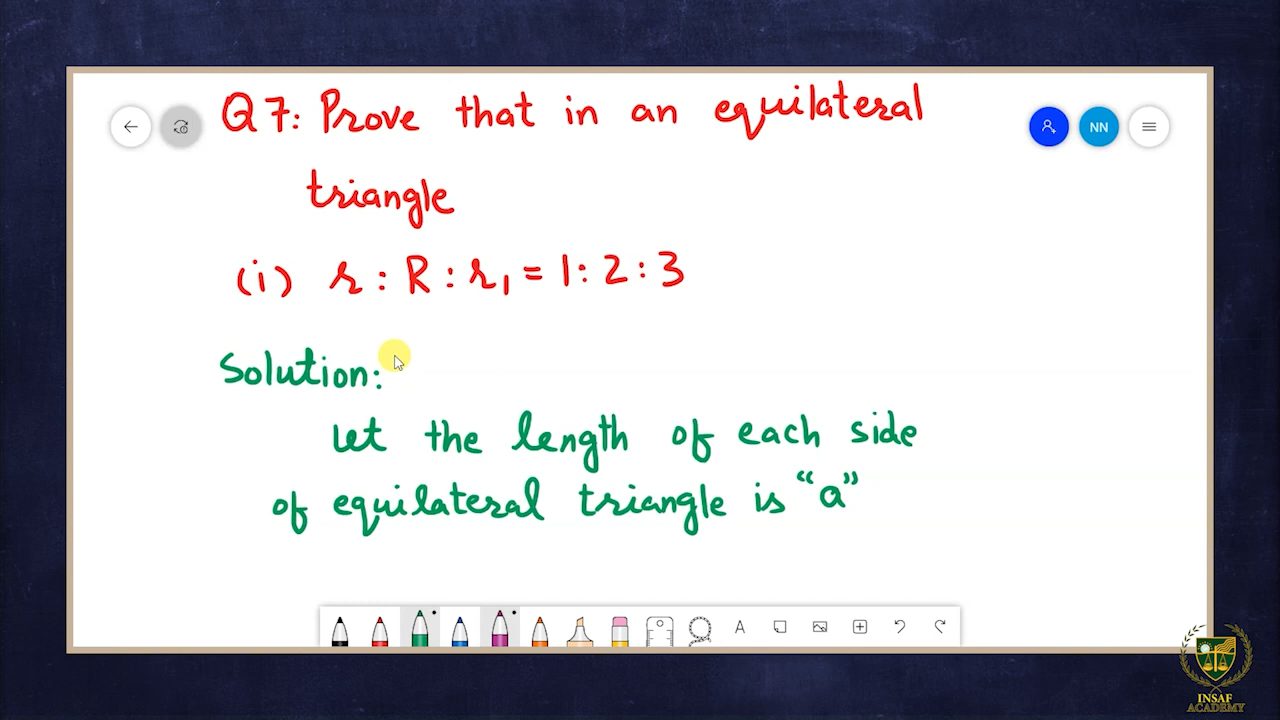 Q7: Prove that in an equilateral
triangle
(i) r : R : r₁ = 1 : 2 : 3
Solution:
Let the length of each side
of equilateral triangle is "a"
NN
A
INSAF
ACADEMY